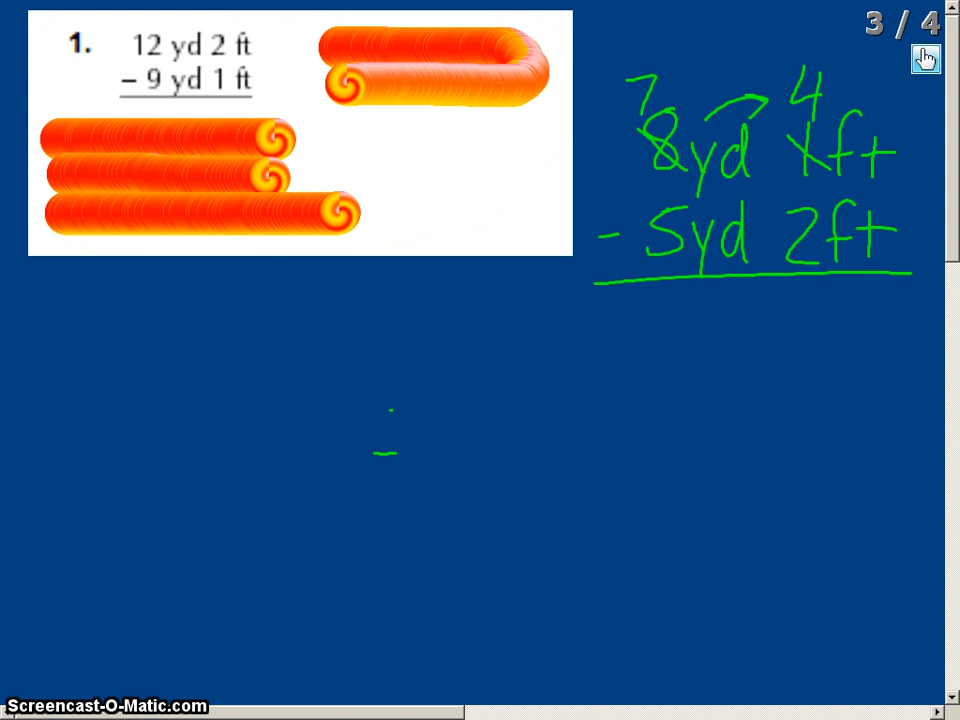 3 / 4
1. 12 yd 2 ft
– 9 yd 1 ft
7 4
8yd 1ft
- 5yd 2ft
Screencast-O-Matic.com